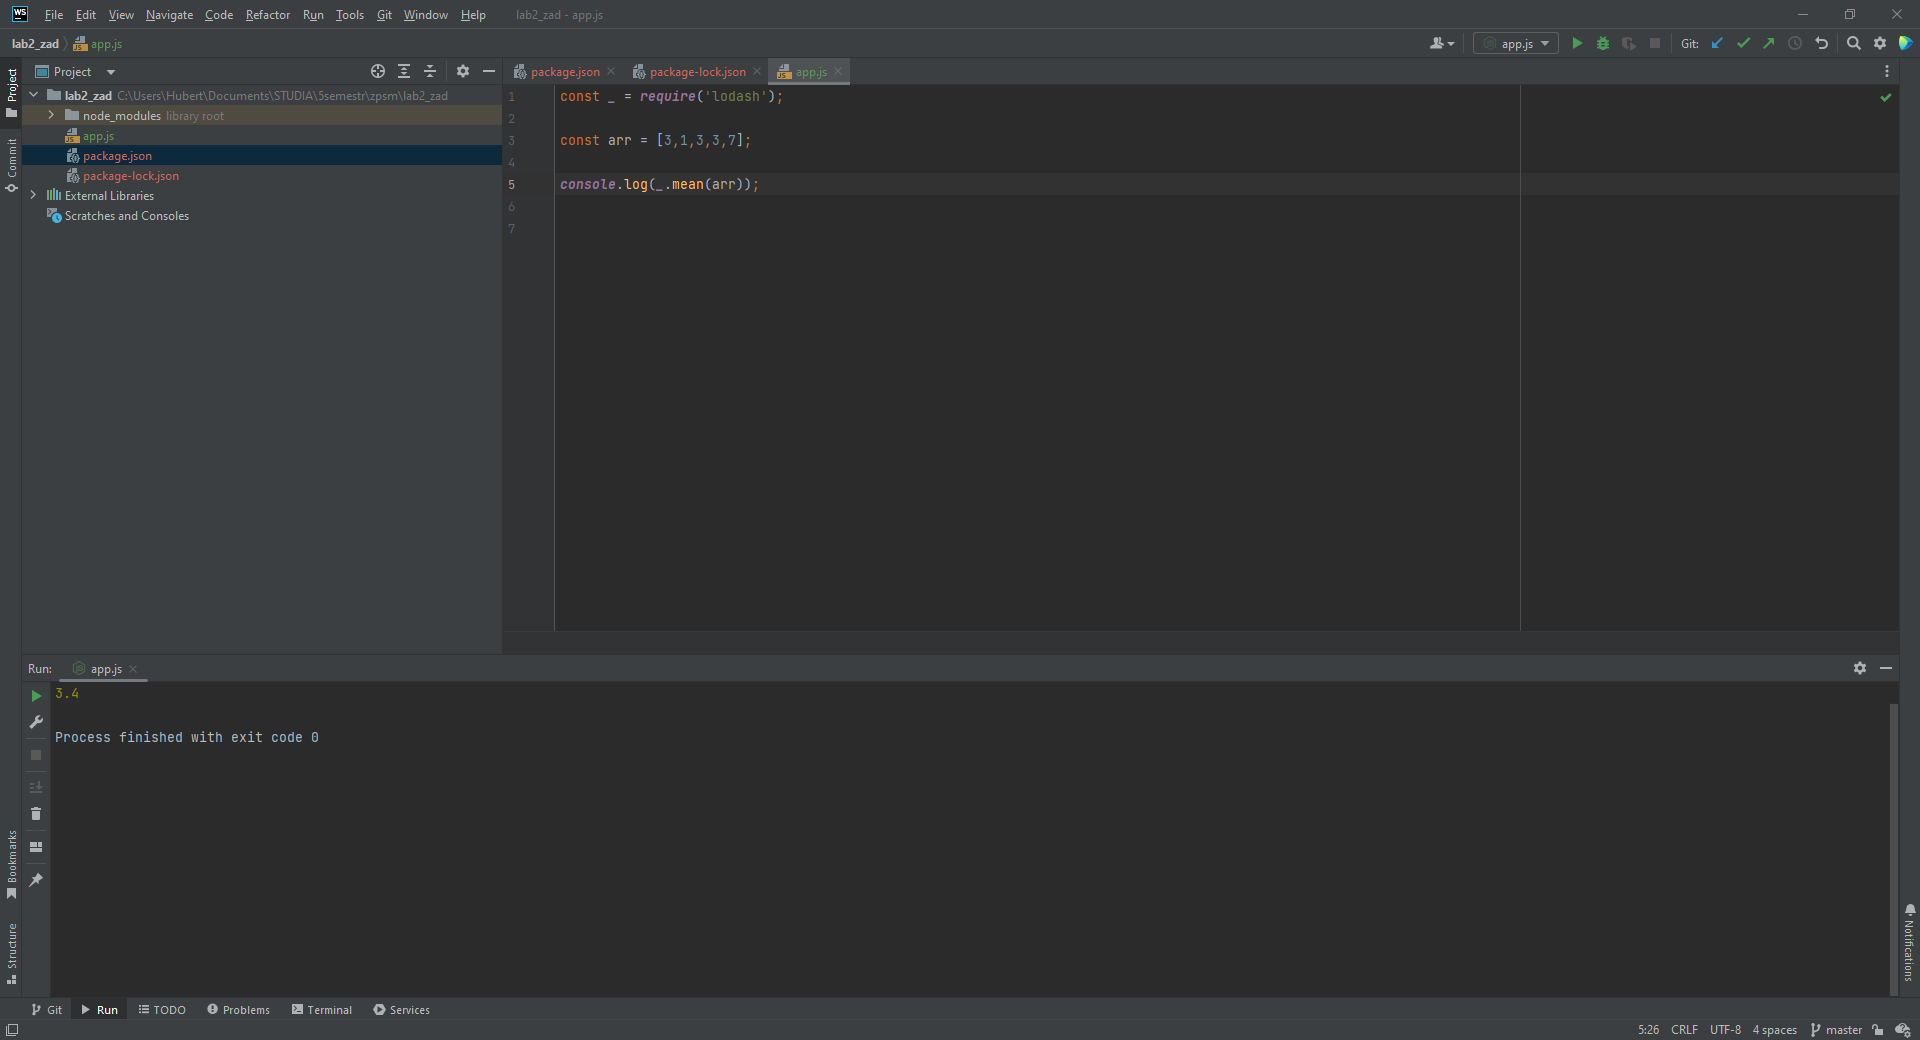 WS File Edit View Navigate Code Refactor Run Tools Git Window Help lab2_zad - app.js
lab2_zad app.js app.js Git:
Project
package.json package-lock.json app.js
Project
lab2_zad C:\Users\Hubert\Documents\STUDIA\5semestr\zpsm\lab2_zad
node_modules library root
app.js
package.json
package-lock.json
External Libraries
Scratches and Consoles
Commit
1 const _ = require('lodash');
2
3 const arr = [3,1,3,3,7];
4
5 console.log(_.mean(arr));
6
7
Run: app.js
3.4
Process finished with exit code 0
Bookmarks
Structure
Notifications
Git Run TODO Problems Terminal Services
5:26 CRLF UTF-8 4 spaces master